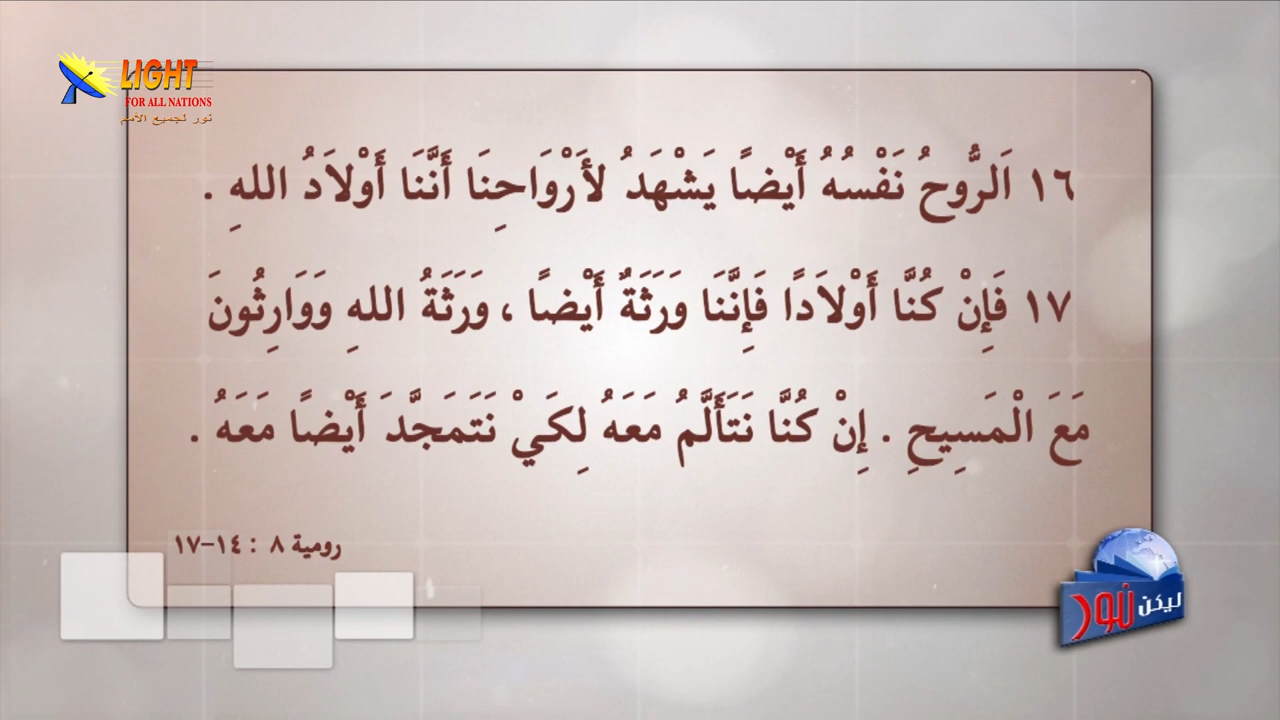 LIGHT
FOR ALL NATIONS
نور لجميع الأمم
١٦ اَلرُّوحُ نَفْسُهُ أَيْضًا يَشْهَدُ لأَرْوَاحِنَا أَنَّنَا أَوْلاَدُ اللهِ .
١٧ فَإِنْ كُنَّا أَوْلاَدًا فَإِنَّنَا وَرَثَةٌ أَيْضًا ، وَرَثَةُ اللهِ وَوَارِثُونَ
مَعَ الْمَسِيحِ . إِنْ كُنَّا نَتَأَلَّمُ مَعَهُ لِكَيْ نَتَمَجَّدَ أَيْضًا مَعَهُ .
رومية ٨ : ١٤-١٧
ليكن نور